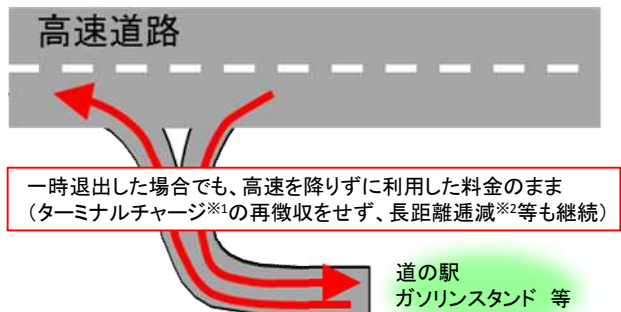 高速道路
一時退出した場合でも、高速を降りずに利用した料金のまま
（ターミナルチャージ※1の再徴収をせず、長距離逓減※2等も継続）
道の駅
ガソリンスタンド 等